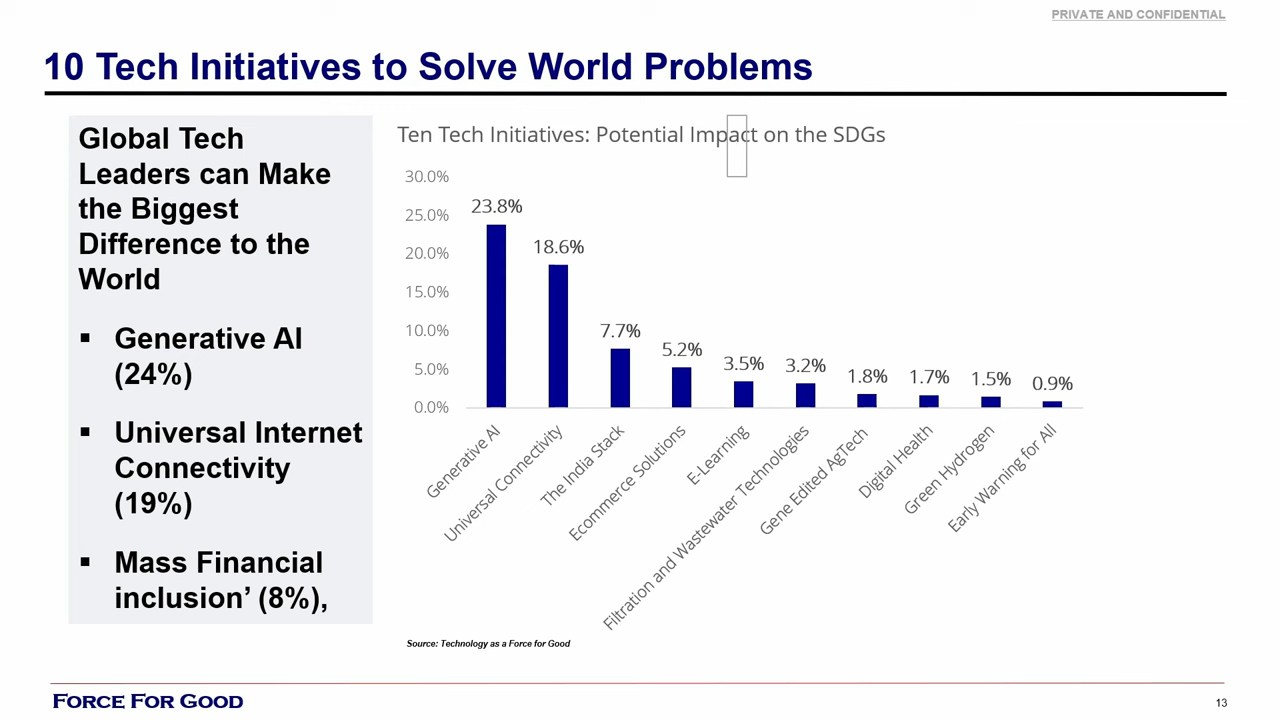 PRIVATE AND CONFIDENTIAL
10 Tech Initiatives to Solve World Problems
Global Tech
Leaders can Make
the Biggest
Difference to the
World
▪ Generative AI
(24%)
▪ Universal Internet
Connectivity
(19%)
▪ Mass Financial
inclusion’ (8%),
Ten Tech Initiatives: Potential Impact on the SDGs
30.0%
25.0%
20.0%
15.0%
10.0%
5.0%
0.0%
23.8%
18.6%
7.7%
5.2%
3.5%
3.2%
1.8%
1.7%
1.5%
0.9%
Generative AI
Universal Connectivity
The India Stack
Ecommerce Solutions
E-Learning
Filtration and Wastewater Technologies
Gene Edited AgTech
Digital Health
Green Hydrogen
Early Warning for All
Source: Technology as a Force for Good
FORCE FOR GOOD
13